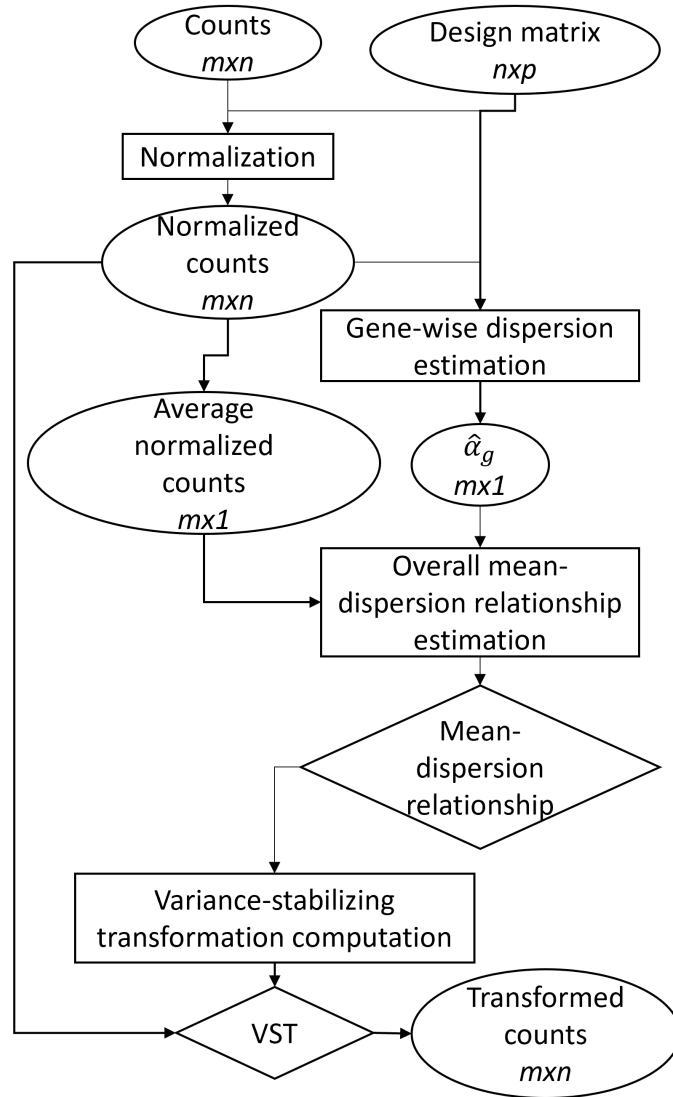 Counts
mxn
Design matrix
nxp
Normalization
Normalized
counts
mxn
Gene-wise dispersion
estimation
Average
normalized
counts
mx1
α̂g
mx1
Overall mean-
dispersion relationship
estimation
Mean-
dispersion
relationship
Variance-stabilizing
transformation computation
VST
Transformed
counts
mxn